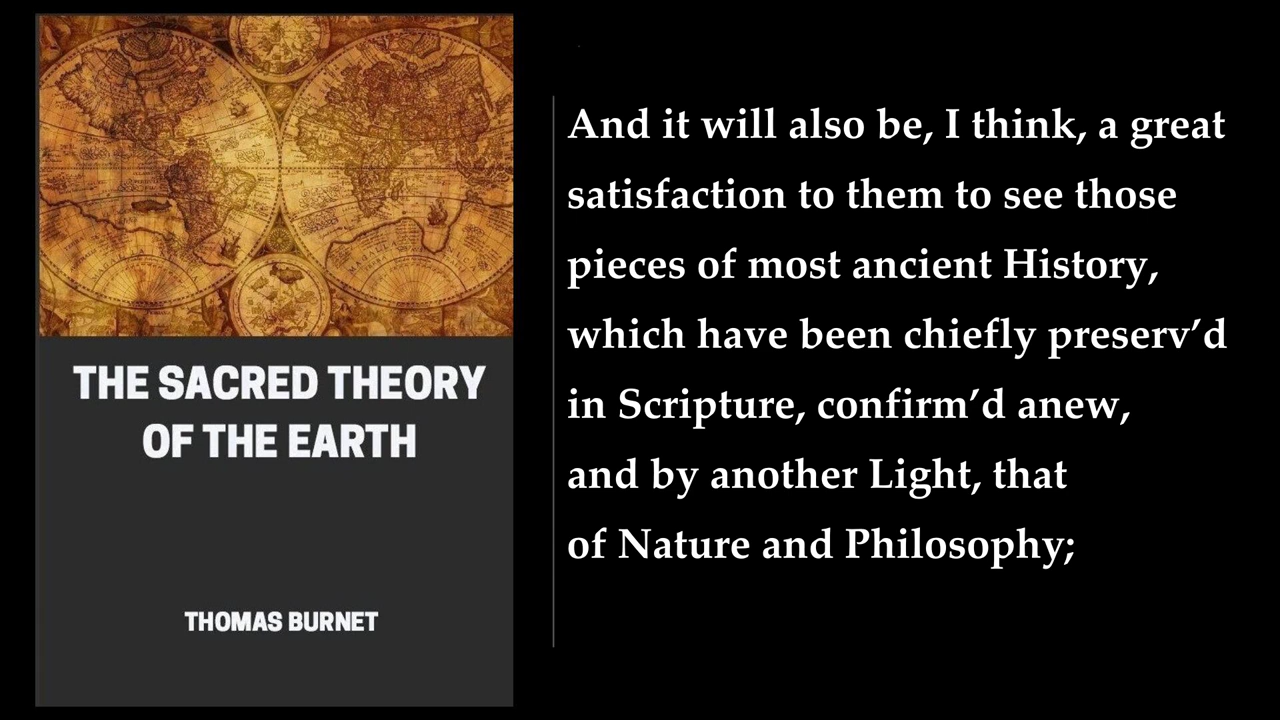 THE SACRED THEORY
OF THE EARTH
THOMAS BURNET
And it will also be, I think, a great
satisfaction to them to see those
pieces of most ancient History,
which have been chiefly preserv’d
in Scripture, confirm’d anew,
and by another Light, that
of Nature and Philosophy;